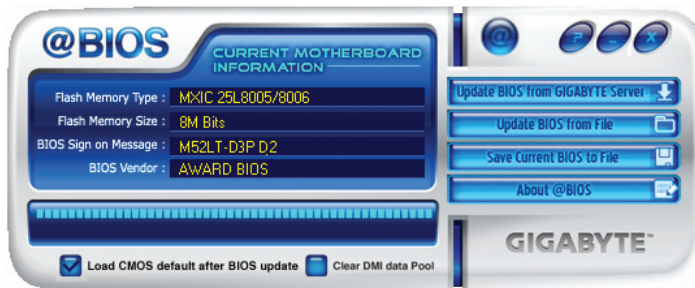 @BIOS
CURRENT MOTHERBOARD
INFORMATION
Flash Memory Type : MXIC 25L8005/8006
Flash Memory Size : 8M Bits
BIOS Sign on Message : M52LT-D3P D2
BIOS Vendor : AWARD BIOS
Load CMOS default after BIOS update
Clear DMI data Pool
@
? - x
Update BIOS from GIGABYTE Server
Update BIOS from File
Save Current BIOS to File
About @BIOS
GIGABYTE™